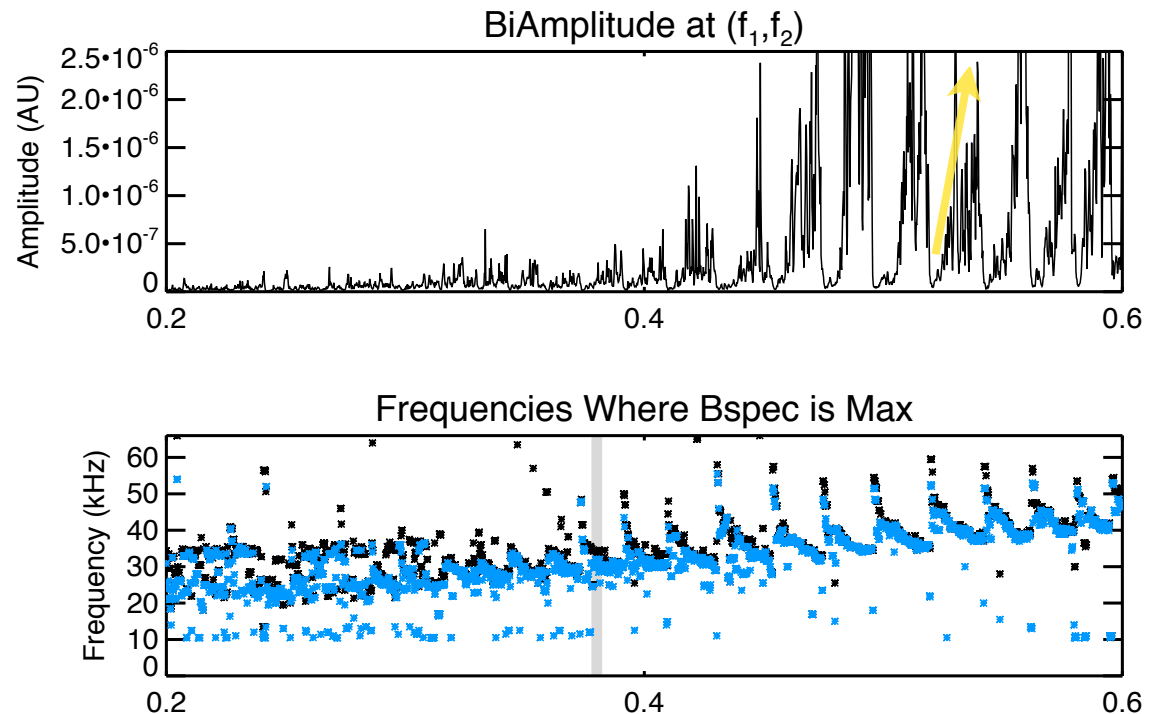 BiAmplitude at (f₁,f₂)
Amplitude (AU)
2.5•10⁻⁶
2.0•10⁻⁶
1.5•10⁻⁶
1.0•10⁻⁶
5.0•10⁻⁷
0
0.2 0.4 0.6
Frequencies Where Bspec is Max
Frequency (kHz)
60
50
40
30
20
10
0
0.2 0.4 0.6